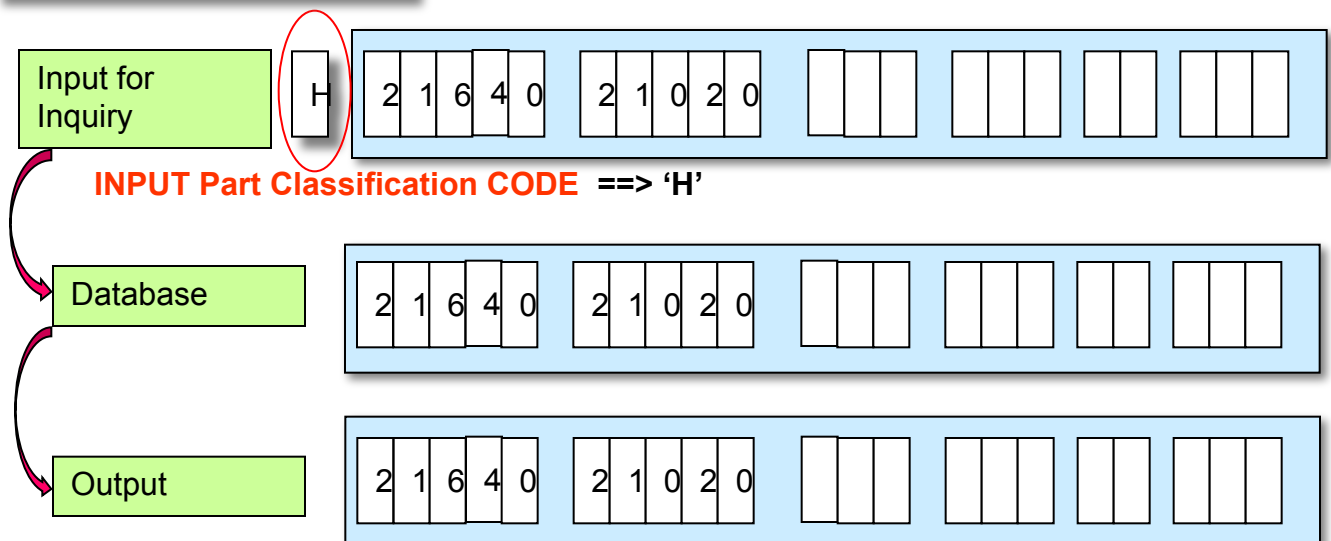 Input for
Inquiry
H 2 1 6 4 0 2 1 0 2 0
INPUT Part Classification CODE ==> ‘H’
Database
2 1 6 4 0 2 1 0 2 0
Output
2 1 6 4 0 2 1 0 2 0